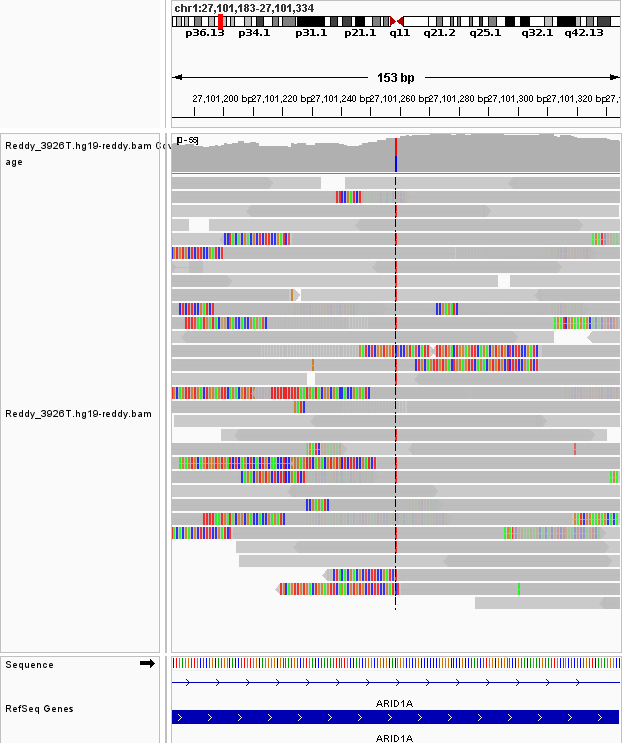 chr1:27,101,183-27,101,334
p36.13 p34.1 p31.1 p21.1 q11 q21.2 q25.1 q32.1 q42.13
153 bp
27,101,200 bp 27,101,220 bp 27,101,240 bp 27,101,260 bp 27,101,280 bp 27,101,300 bp 27,101,320 bp
Reddy_3926T.hg19-reddy.bam Cov
age
Reddy_3926T.hg19-reddy.bam
Sequence
RefSeq Genes
ARID1A
ARID1A